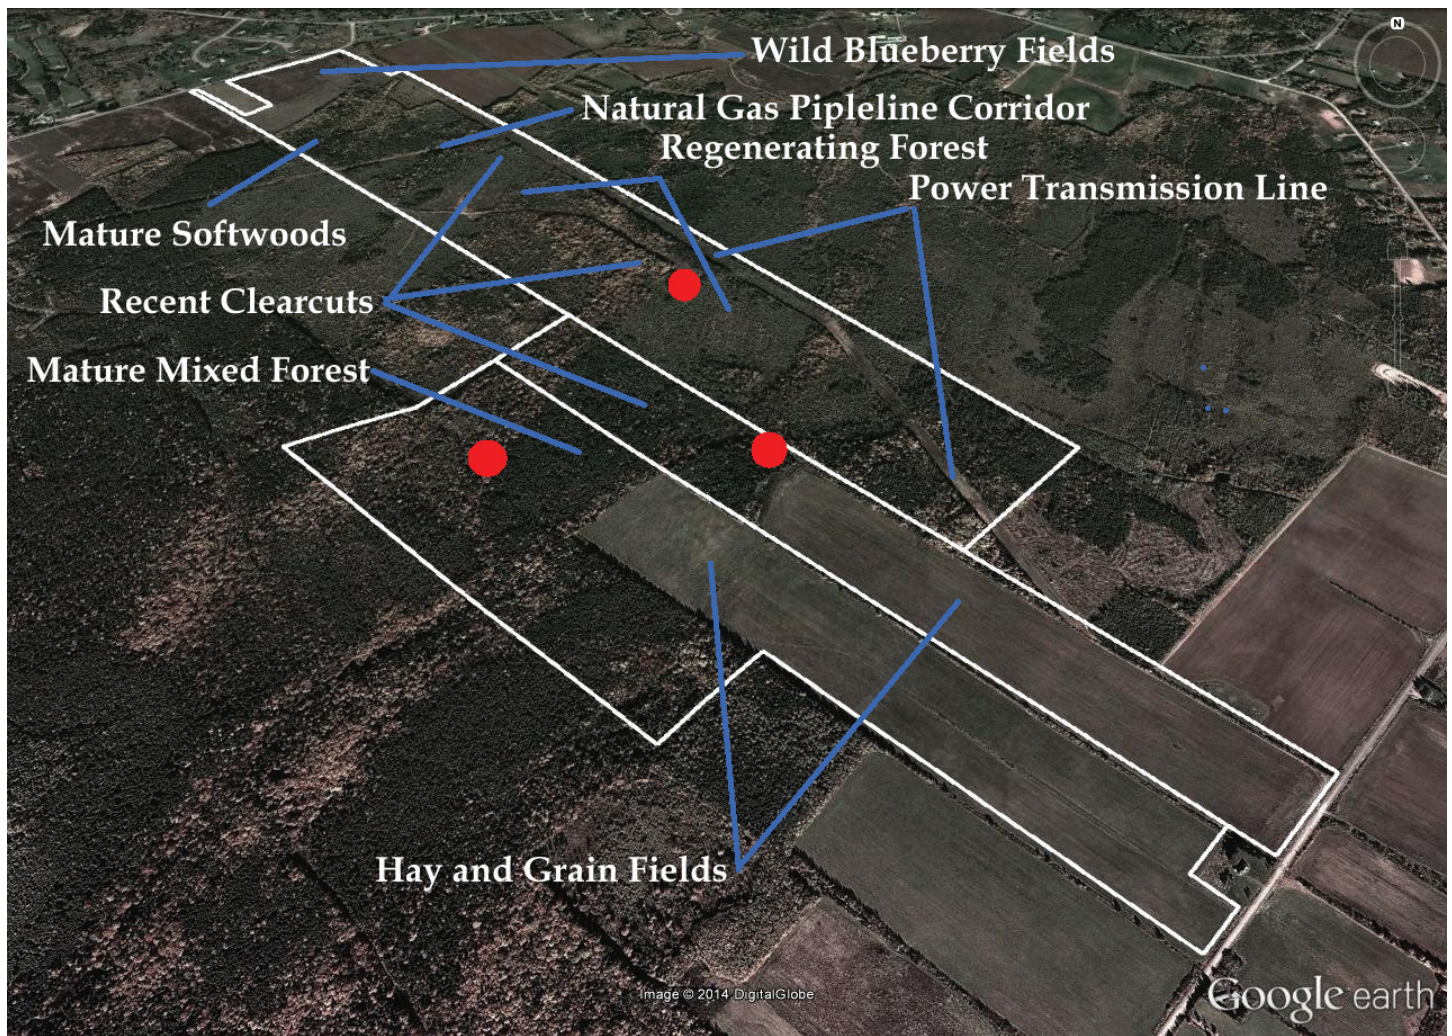 N
Wild Blueberry Fields
Natural Gas Pipleline Corridor
Regenerating Forest
Power Transmission Line
Mature Softwoods
Recent Clearcuts
Mature Mixed Forest
Hay and Grain Fields
Image © 2014 DigitalGlobe
Google earth